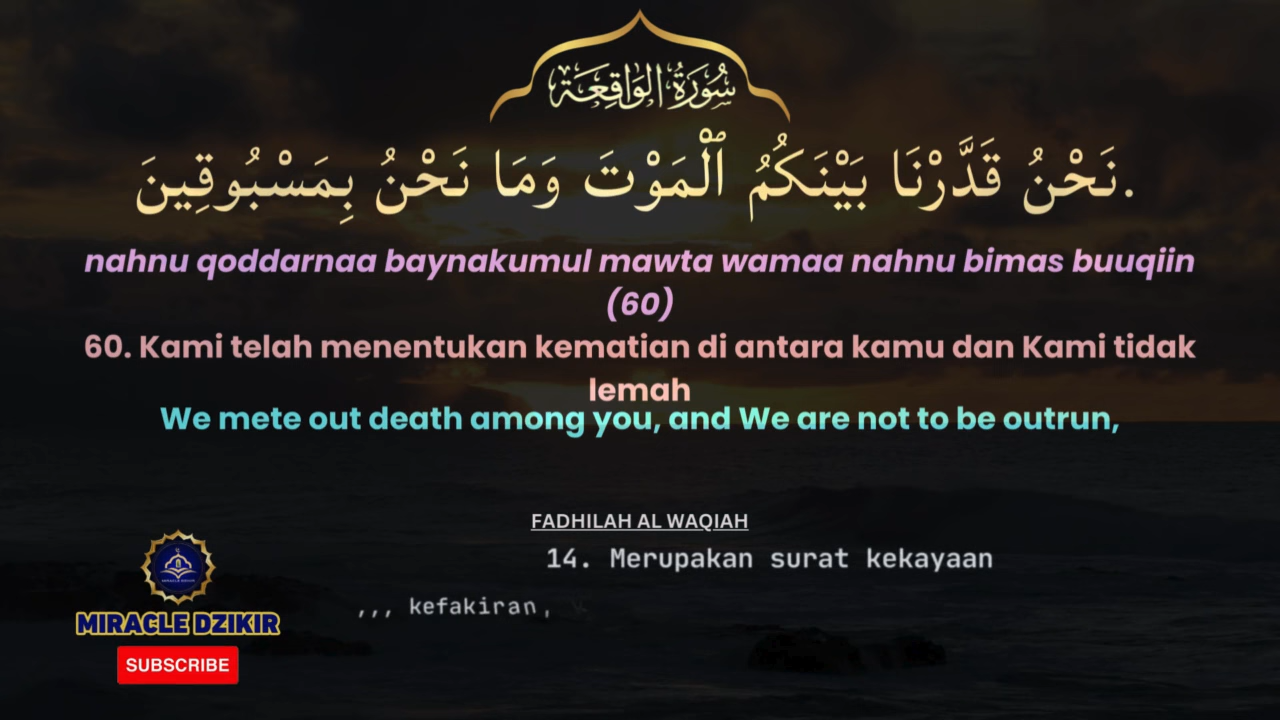 سُورَةُ الوَاقِعَة
نَحْنُ قَدَّرْنَا بَيْنَكُمُ ٱلْمَوْتَ وَمَا نَحْنُ بِمَسْبُوقِينَ.
nahnu qoddarnaa baynakumul mawta wamaa nahnu bimas buuqiin
(60)
60. Kami telah menentukan kematian di antara kamu dan Kami tidak
lemah
We mete out death among you, and We are not to be outrun,
FADHILAH AL WAQIAH
14. Merupakan surat kekayaan
,,, kefakiran,
MIRACLE DZIKIR
MIRACLE DZIKIR
SUBSCRIBE